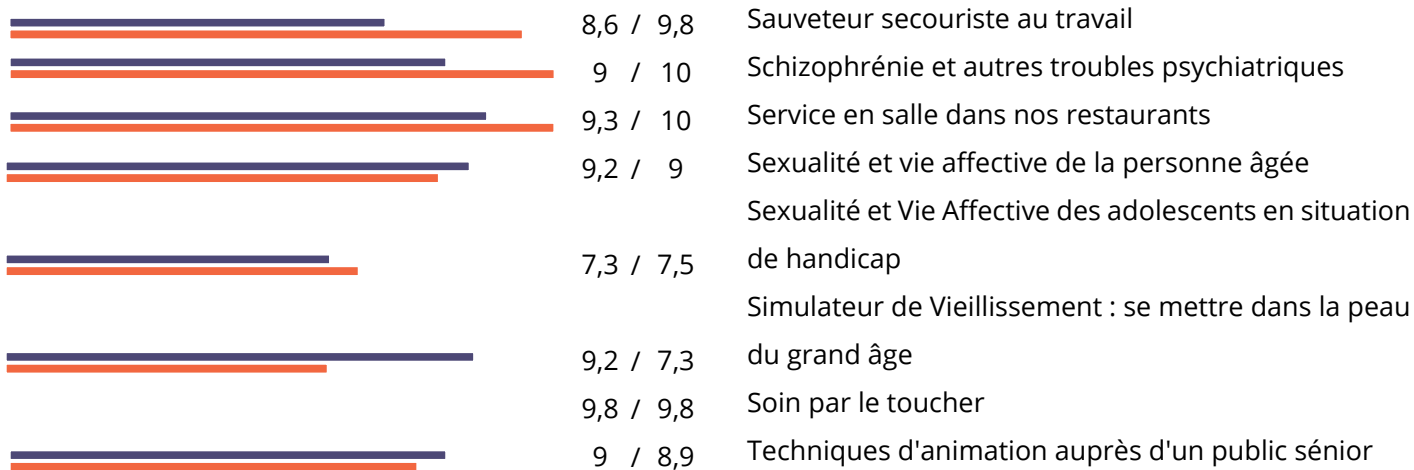 8,6 / 9,8 Sauveteur secouriste au travail
9 / 10 Schizophrénie et autres troubles psychiatriques
9,3 / 10 Service en salle dans nos restaurants
9,2 / 9 Sexualité et vie affective de la personne âgée
Sexualité et Vie Affective des adolescents en situation
7,3 / 7,5 de handicap
Simulateur de Vieillissement : se mettre dans la peau
9,2 / 7,3 du grand âge
9,8 / 9,8 Soin par le toucher
9 / 8,9 Techniques d'animation auprès d'un public sénior